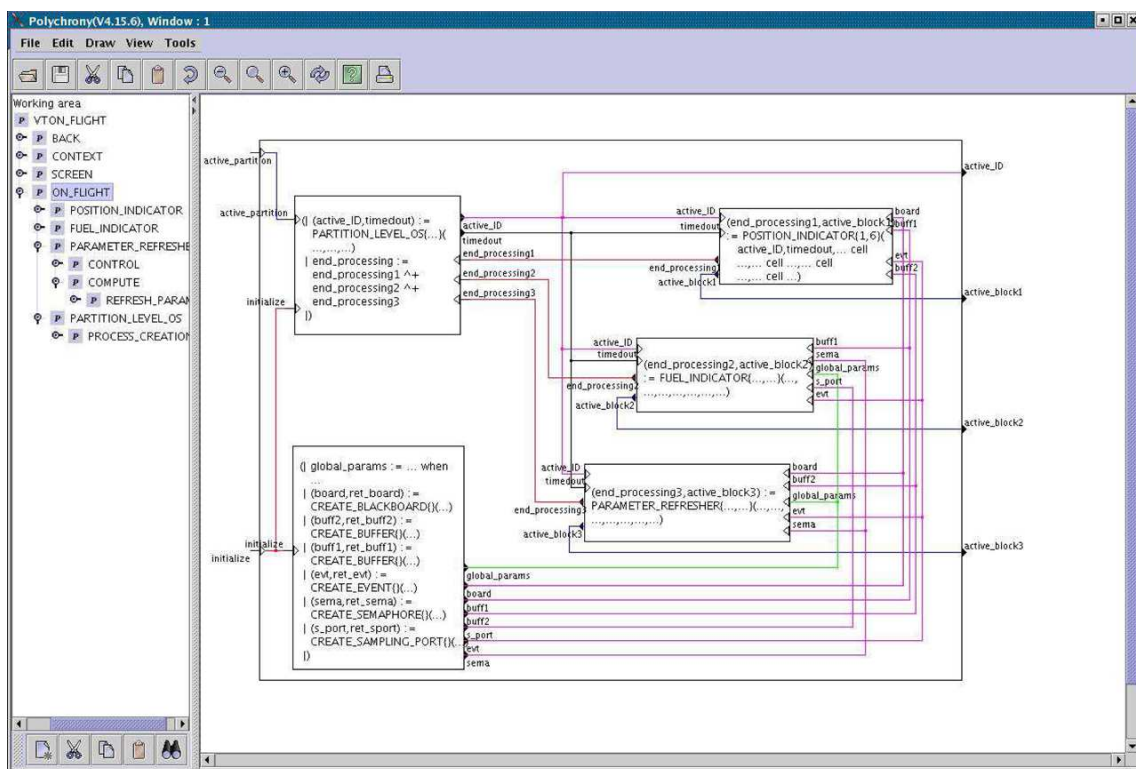 Polychrony(V4.15.6), Window : 1
File Edit Draw View Tools
Working area
P VTON_FLIGHT
P BACK
P CONTEXT
P SCREEN
P ON_FLIGHT
P POSITION_INDICATOR
P FUEL_INDICATOR
P PARAMETER_REFRESHE
P CONTROL
P COMPUTE
P REFRESH_PARAM
P PARTITION_LEVEL_OS
P PROCESS_CREATION
active_partition
active_ID
active_partition
(| (active_ID,timedout) :=
PARTITION_LEVEL_OS{...}(
...,...,...)
| end_processing :=
end_processing1 ^+
end_processing2 ^+
end_processing3
|)
initialize
active_ID
timedout
end_processing1
end_processing2
end_processing3
active_ID
timedout
end_processing1
active_block1
(end_processing1,active_block1)
:= POSITION_INDICATOR{1,6}(
active_ID,timedout,... cell
...,... cell ...,... cell
...,... cell ...)
board
buff1
evt
buff2
active_block1
active_ID
timedout
end_processing2
active_block2
(end_processing2,active_block2)
:= FUEL_INDICATOR{...,...}(...,
...,...,...,...,...,...)
buff1
sema
global_params
s_port
evt
active_block2
active_ID
timedout
end_processing3
active_block3
(end_processing3,active_block3) :=
PARAMETER_REFRESHER{...,...}(...,...,
...,...,...,...,...)
board
buff2
global_params
evt
sema
active_block3
initialize
initialize
(| global_params := ... when
...
| (board,ret_board) :=
CREATE_BLACKBOARD{}(...)
| (buff2,ret_buff2) :=
CREATE_BUFFER{}(...)
| (buff1,ret_buff1) :=
CREATE_BUFFER{}(...)
| (evt,ret_evt) :=
CREATE_EVENT{}(...)
| (sema,ret_sema) :=
CREATE_SEMAPHORE{}(...)
| (s_port,ret_sport) :=
CREATE_SAMPLING_PORT{}(...
|)
global_params
board
buff1
buff2
s_port
evt
sema